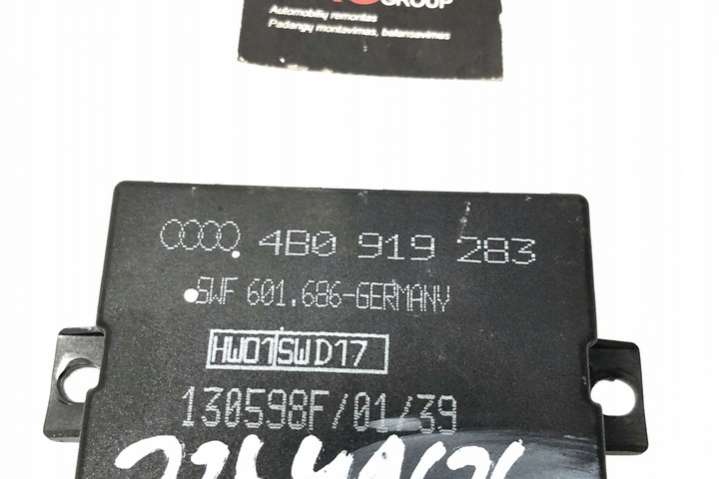 GROUP
Automobilių remontas
Padangų montavimas, balansavimas
4B0 919 283
SWF 601.686-GERMANY
HW01 SW D17
130598F/01/39